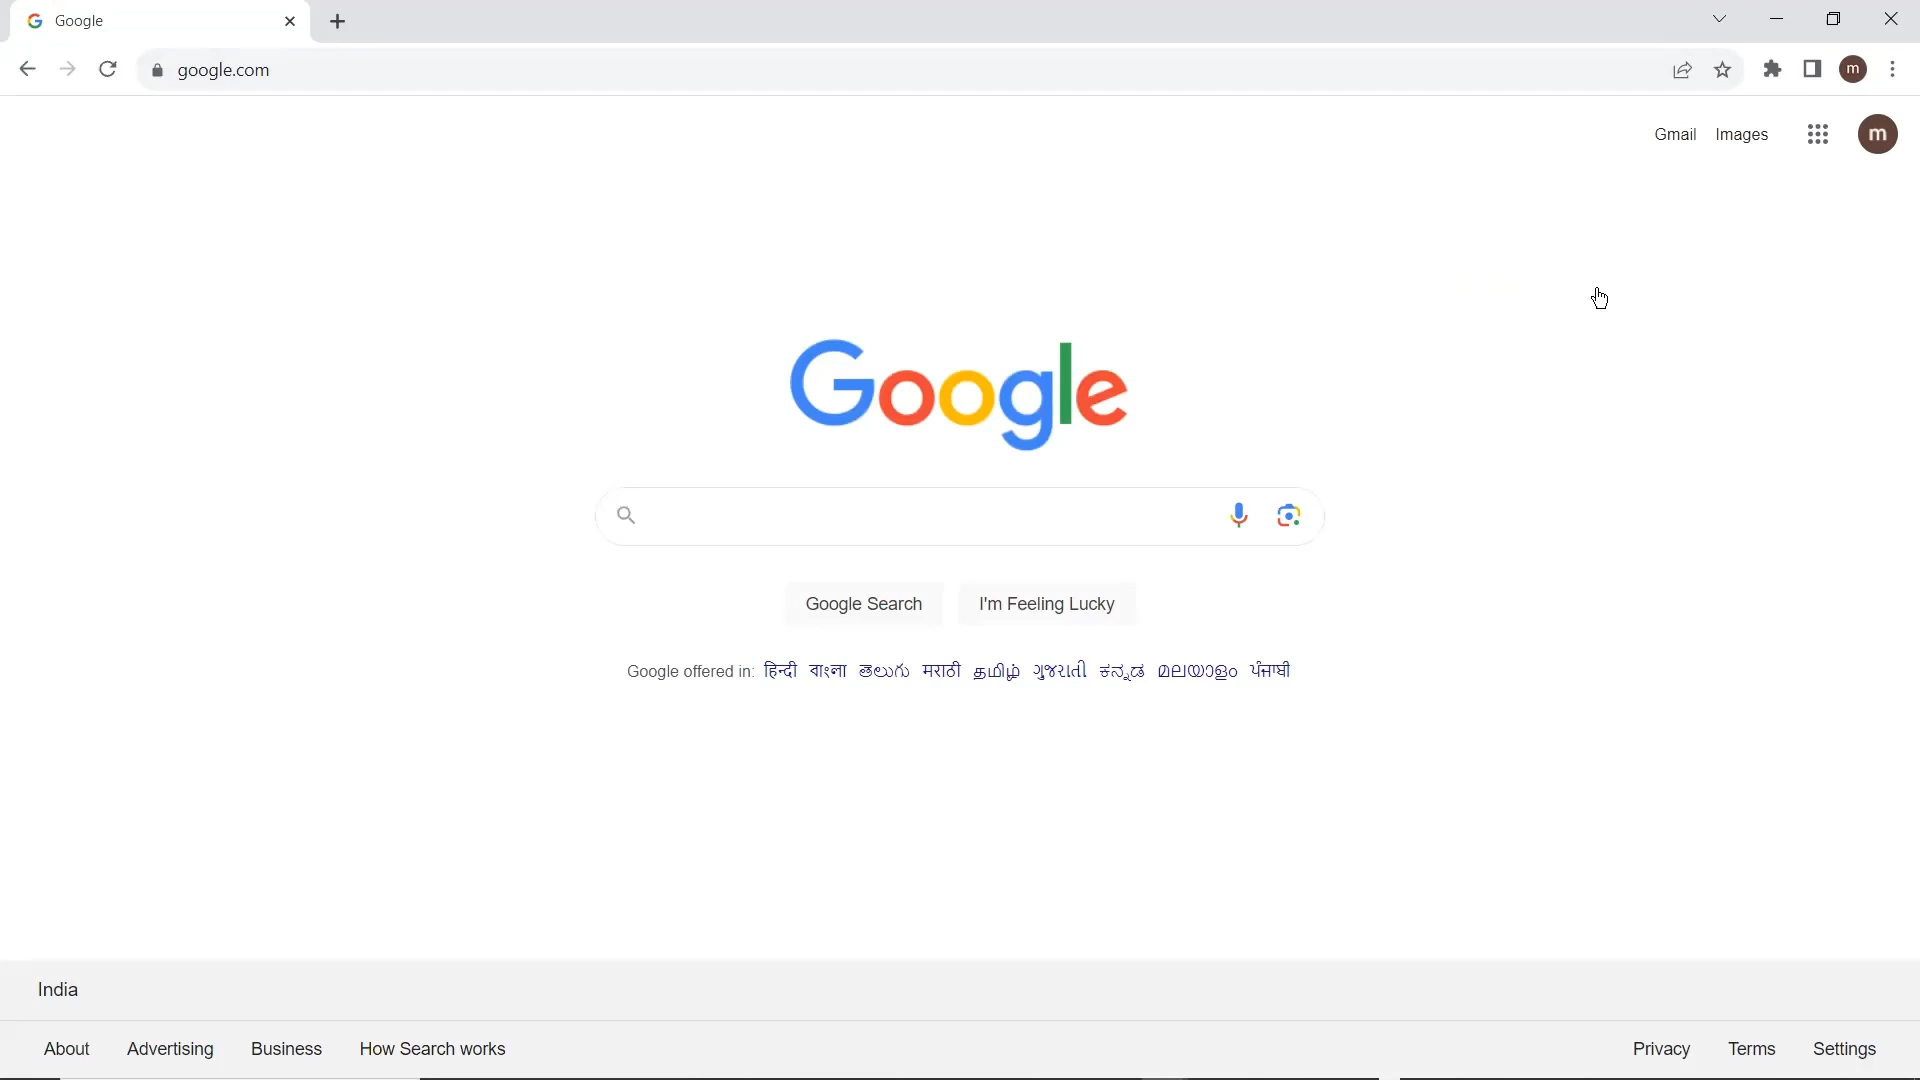 Google
google.com
m
Gmail Images m
Google
Google Search I'm Feeling Lucky
Google offered in: हिन्दी বাংলা తెలుగు मराठी தமிழ் ગુજરાતી ಕನ್ನಡ മലയാളം ਪੰਜਾਬੀ
India
About Advertising Business How Search works Privacy Terms Settings